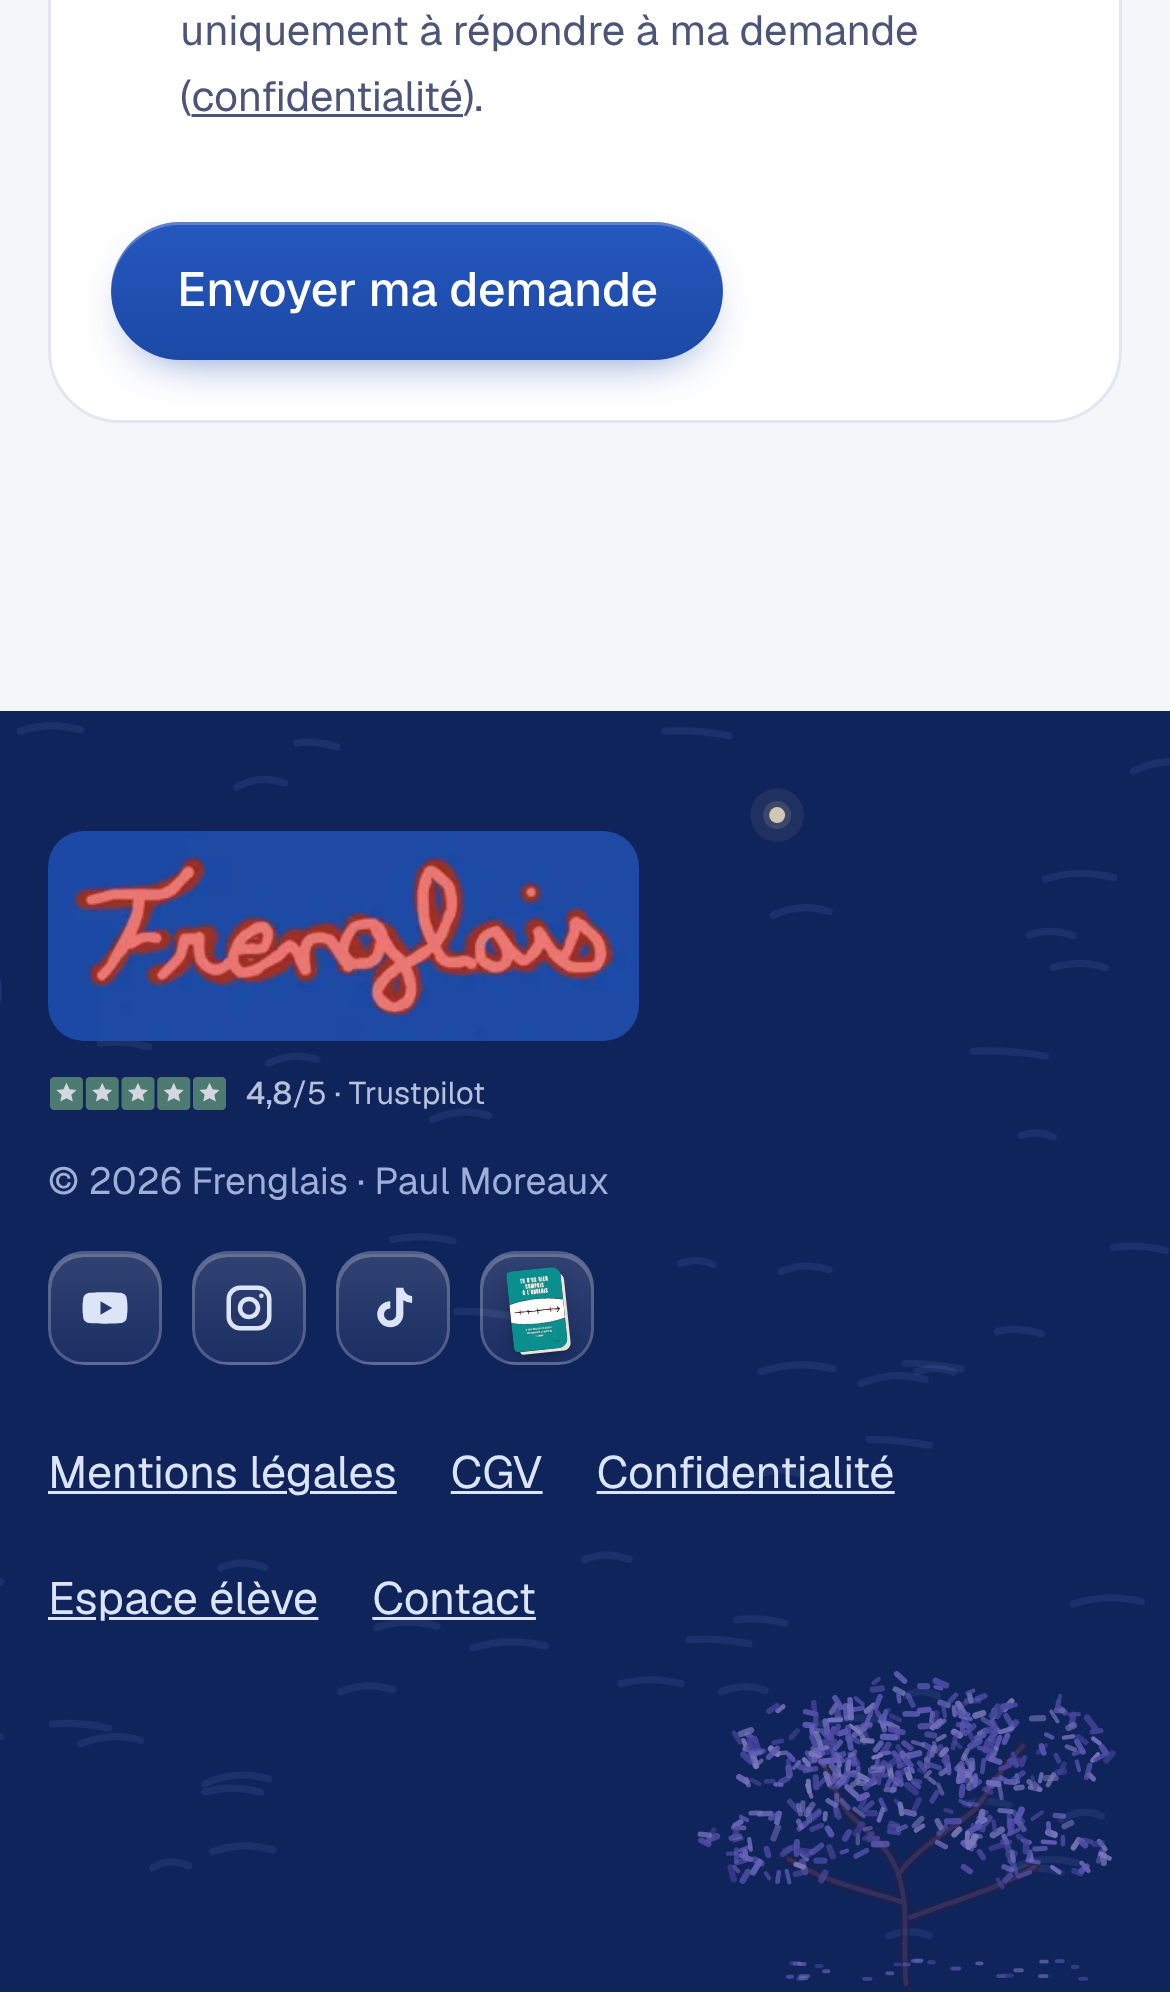 uniquement à répondre à ma demande
(confidentialité).
Envoyer ma demande
Frenglais
4,8/5 · Trustpilot
© 2026 Frenglais · Paul Moreaux
Mentions légales CGV Confidentialité
Espace élève Contact